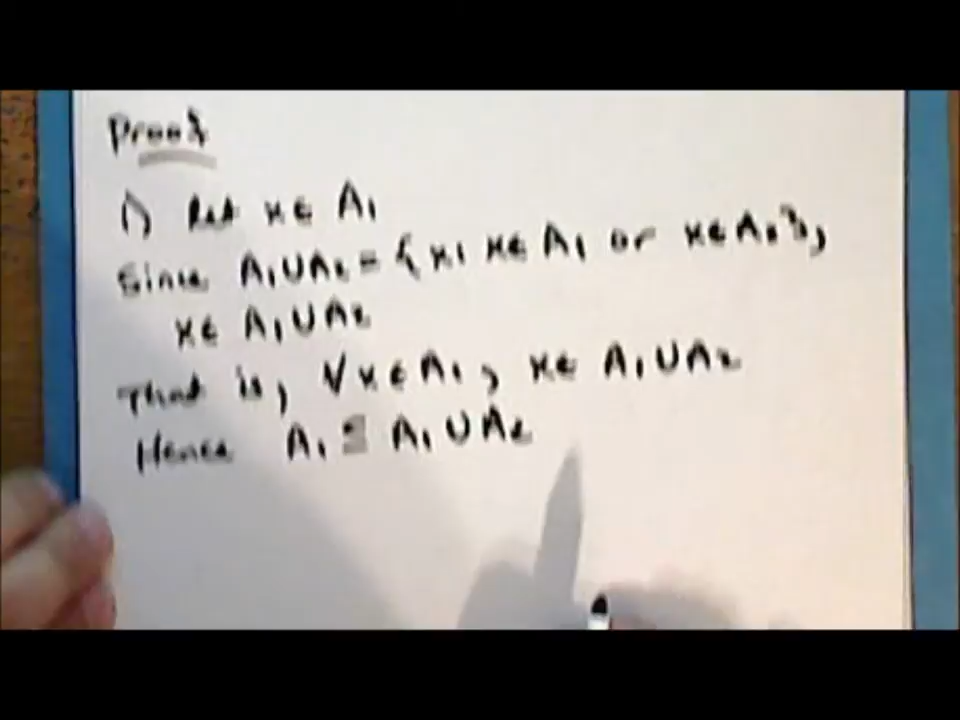 Proof
1) Let x ∈ A₁
Since A₁ ∪ A₂ = {x | x ∈ A₁ or x ∈ A₂},
x ∈ A₁ ∪ A₂
That is, ∀ x ∈ A₁, x ∈ A₁ ∪ A₂
Hence A₁ ⊆ A₁ ∪ A₂